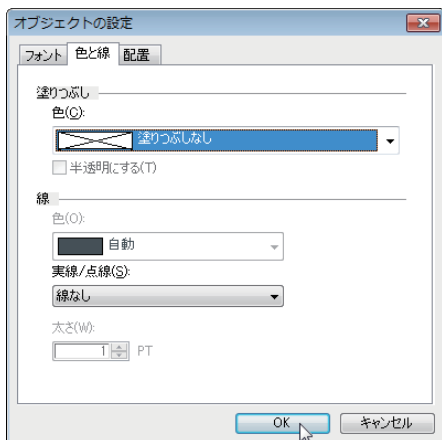 オブジェクトの設定
フォント 色と線 配置
塗りつぶし
色(C):
塗りつぶしなし
半透明にする(T)
線
色(O):
自動
実線/点線(S):
線なし
太さ(W):
1 PT
OK キャンセル